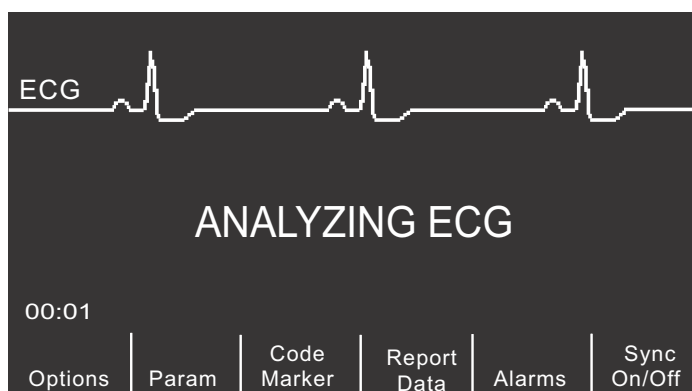 ECG
ANALYZING ECG
00:01
Options
Param
Code
Marker
Report
Data
Alarms
Sync
On/Off